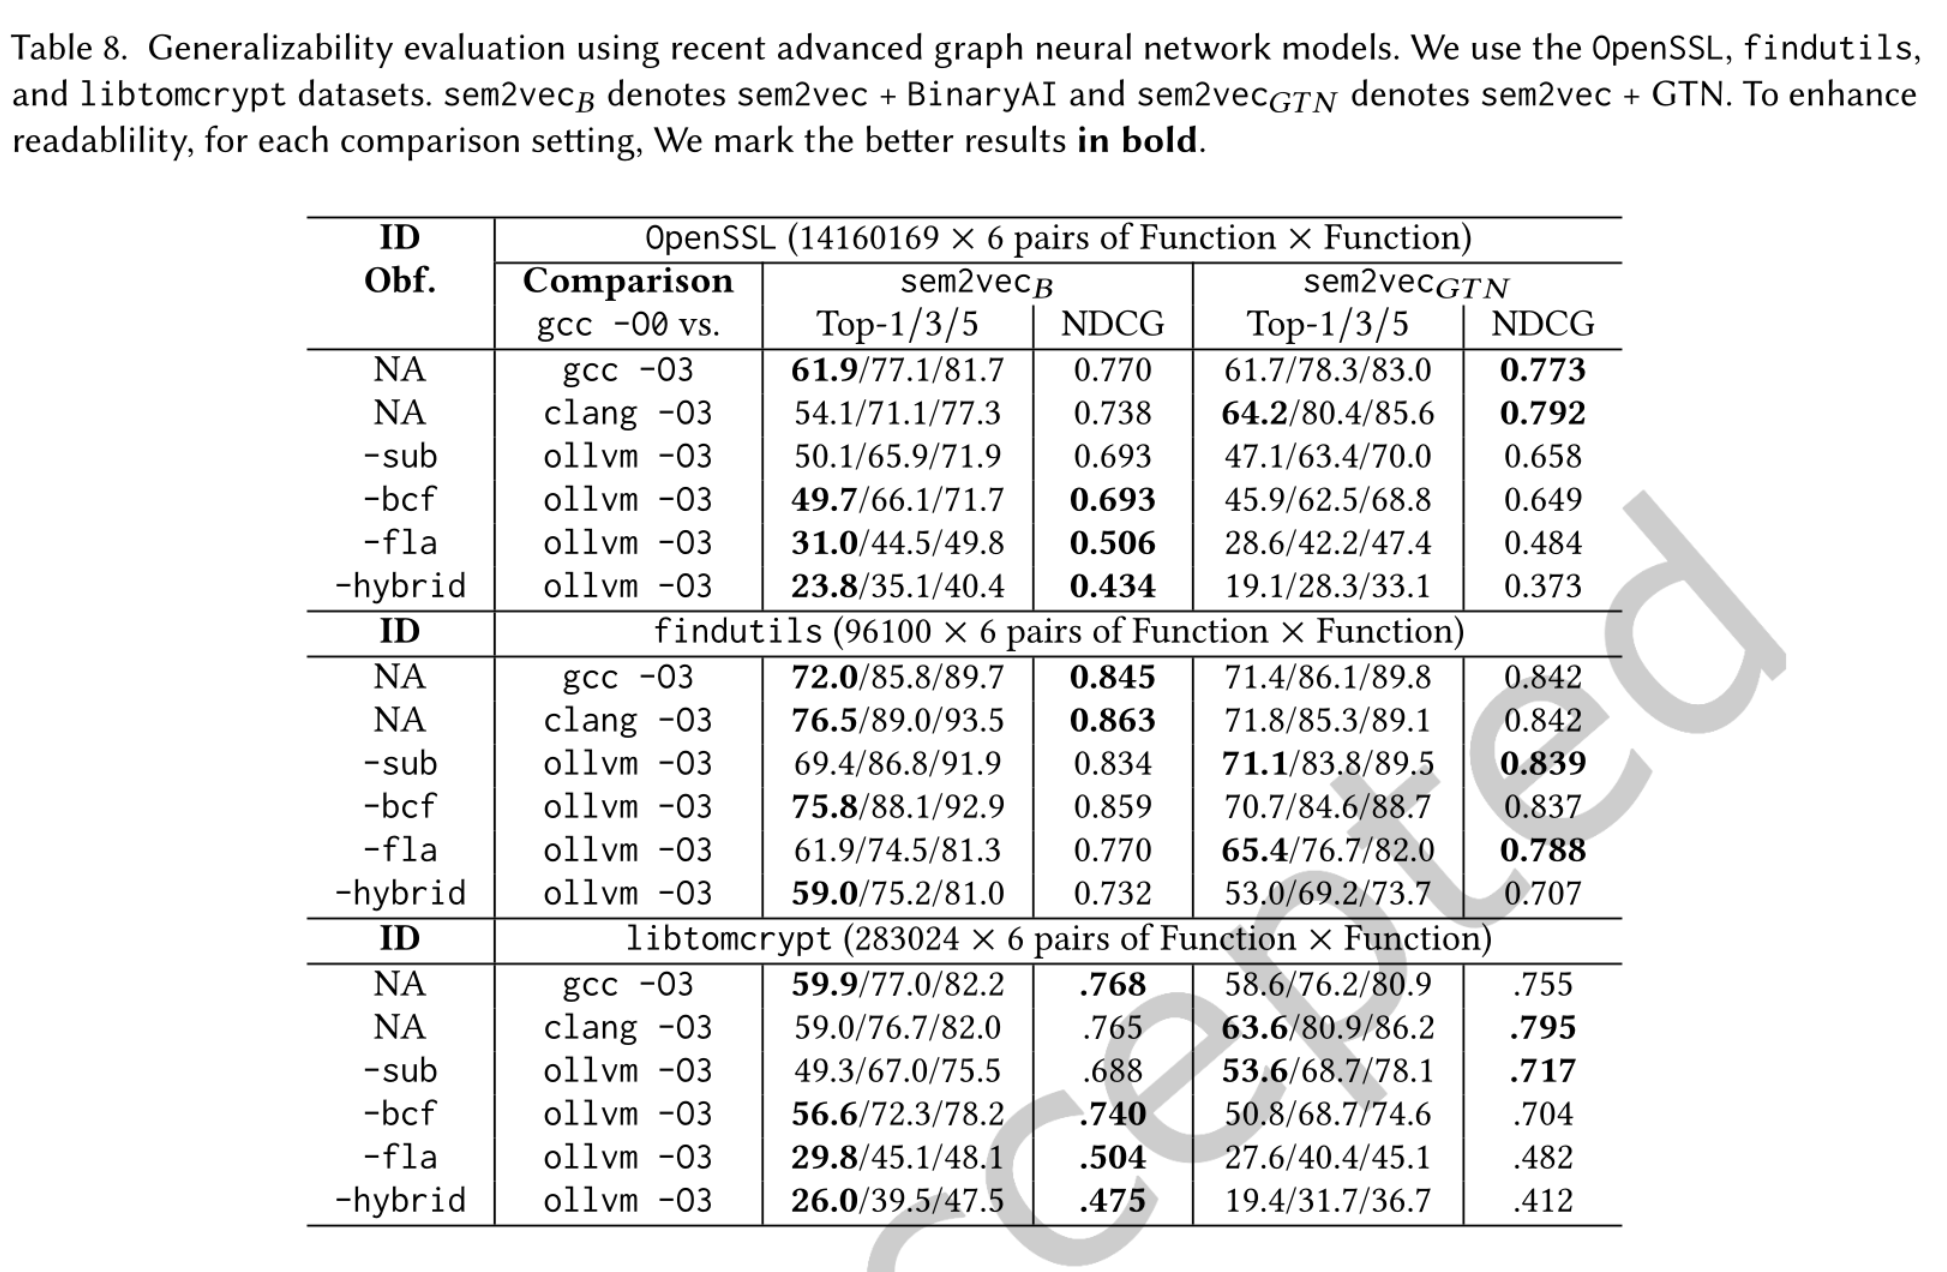 Table 8. Generalizability evaluation using recent advanced graph neural network models. We use the OpenSSL, findutils,
and libtomcrypt datasets. sem2vecB denotes sem2vec + BinaryAI and sem2vecGTN denotes sem2vec + GTN. To enhance
readablility, for each comparison setting, We mark the better results in bold.
ID OpenSSL (14160169 × 6 pairs of Function × Function)
Obf. Comparison sem2vecB sem2vecGTN
gcc -O0 vs. Top-1/3/5 NDCG Top-1/3/5 NDCG
NA gcc -O3 61.9/77.1/81.7 0.770 61.7/78.3/83.0 0.773
NA clang -O3 54.1/71.1/77.3 0.738 64.2/80.4/85.6 0.792
-sub ollvm -O3 50.1/65.9/71.9 0.693 47.1/63.4/70.0 0.658
-bcf ollvm -O3 49.7/66.1/71.7 0.693 45.9/62.5/68.8 0.649
-fla ollvm -O3 31.0/44.5/49.8 0.506 28.6/42.2/47.4 0.484
-hybrid ollvm -O3 23.8/35.1/40.4 0.434 19.1/28.3/33.1 0.373
ID findutils (96100 × 6 pairs of Function × Function)
NA gcc -O3 72.0/85.8/89.7 0.845 71.4/86.1/89.8 0.842
NA clang -O3 76.5/89.0/93.5 0.863 71.8/85.3/89.1 0.842
-sub ollvm -O3 69.4/86.8/91.9 0.834 71.1/83.8/89.5 0.839
-bcf ollvm -O3 75.8/88.1/92.9 0.859 70.7/84.6/88.7 0.837
-fla ollvm -O3 61.9/74.5/81.3 0.770 65.4/76.7/82.0 0.788
-hybrid ollvm -O3 59.0/75.2/81.0 0.732 53.0/69.2/73.7 0.707
ID libtomcrypt (283024 × 6 pairs of Function × Function)
NA gcc -O3 59.9/77.0/82.2 .768 58.6/76.2/80.9 .755
NA clang -O3 59.0/76.7/82.0 .765 63.6/80.9/86.2 .795
-sub ollvm -O3 49.3/67.0/75.5 .688 53.6/68.7/78.1 .717
-bcf ollvm -O3 56.6/72.3/78.2 .740 50.8/68.7/74.6 .704
-fla ollvm -O3 29.8/45.1/48.1 .504 27.6/40.4/45.1 .482
-hybrid ollvm -O3 26.0/39.5/47.5 .475 19.4/31.7/36.7 .412
cepted